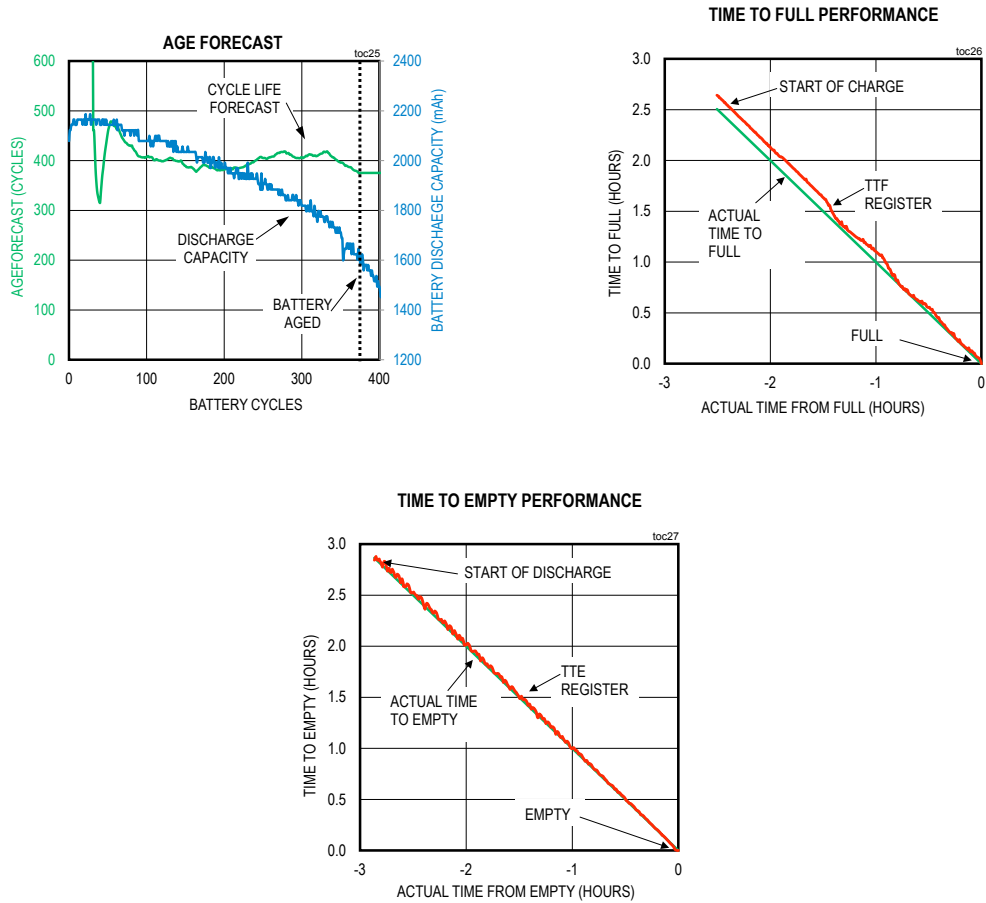 AGE FORECAST
toc25
600
500
400
300
200
100
0
AGEFORECAST (CYCLES)
2400
2200
2000
1800
1600
1400
1200
BATTERY DISCHAEGE CAPACITY (mAh)
CYCLE LIFE
FORECAST
DISCHARGE
CAPACITY
BATTERY
AGED
0
100
200
300
400
BATTERY CYCLES
TIME TO FULL PERFORMANCE
toc26
3.0
2.5
2.0
1.5
1.0
0.5
0.0
TIME TO FULL (HOURS)
START OF CHARGE
TTF
REGISTER
ACTUAL
TIME TO
FULL
FULL
-3
-2
-1
0
ACTUAL TIME FROM FULL (HOURS)
TIME TO EMPTY PERFORMANCE
toc27
3.0
2.5
2.0
1.5
1.0
0.5
0.0
TIME TO EMPTY (HOURS)
START OF DISCHARGE
TTE
REGISTER
ACTUAL TIME
TO EMPTY
EMPTY
-3
-2
-1
0
ACTUAL TIME FROM EMPTY (HOURS)